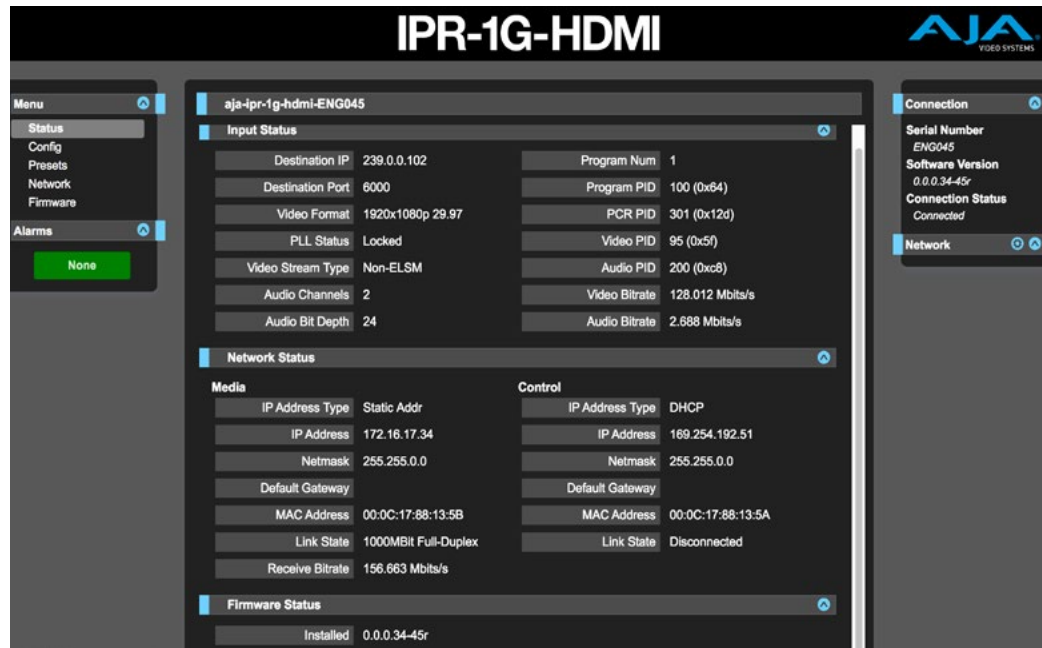 IPR-1G-HDMI
AJA
VIDEO SYSTEMS
Menu
Status
Config
Presets
Network
Firmware
Alarms
None
aja-ipr-1g-hdmi-ENG045
Input Status
Destination IP 239.0.0.102 Program Num 1
Destination Port 6000 Program PID 100 (0x64)
Video Format 1920x1080p 29.97 PCR PID 301 (0x12d)
PLL Status Locked Video PID 95 (0x5f)
Video Stream Type Non-ELSM Audio PID 200 (0xc8)
Audio Channels 2 Video Bitrate 128.012 Mbits/s
Audio Bit Depth 24 Audio Bitrate 2.688 Mbits/s
Network Status
Media Control
IP Address Type Static Addr IP Address Type DHCP
IP Address 172.16.17.34 IP Address 169.254.192.51
Netmask 255.255.0.0 Netmask 255.255.0.0
Default Gateway Default Gateway
MAC Address 00:0C:17:88:13:5B MAC Address 00:0C:17:88:13:5A
Link State 1000MBit Full-Duplex Link State Disconnected
Receive Bitrate 156.663 Mbits/s
Firmware Status
Installed 0.0.0.34-45r
Connection
Serial Number
ENG045
Software Version
0.0.0.34-45r
Connection Status
Connected
Network